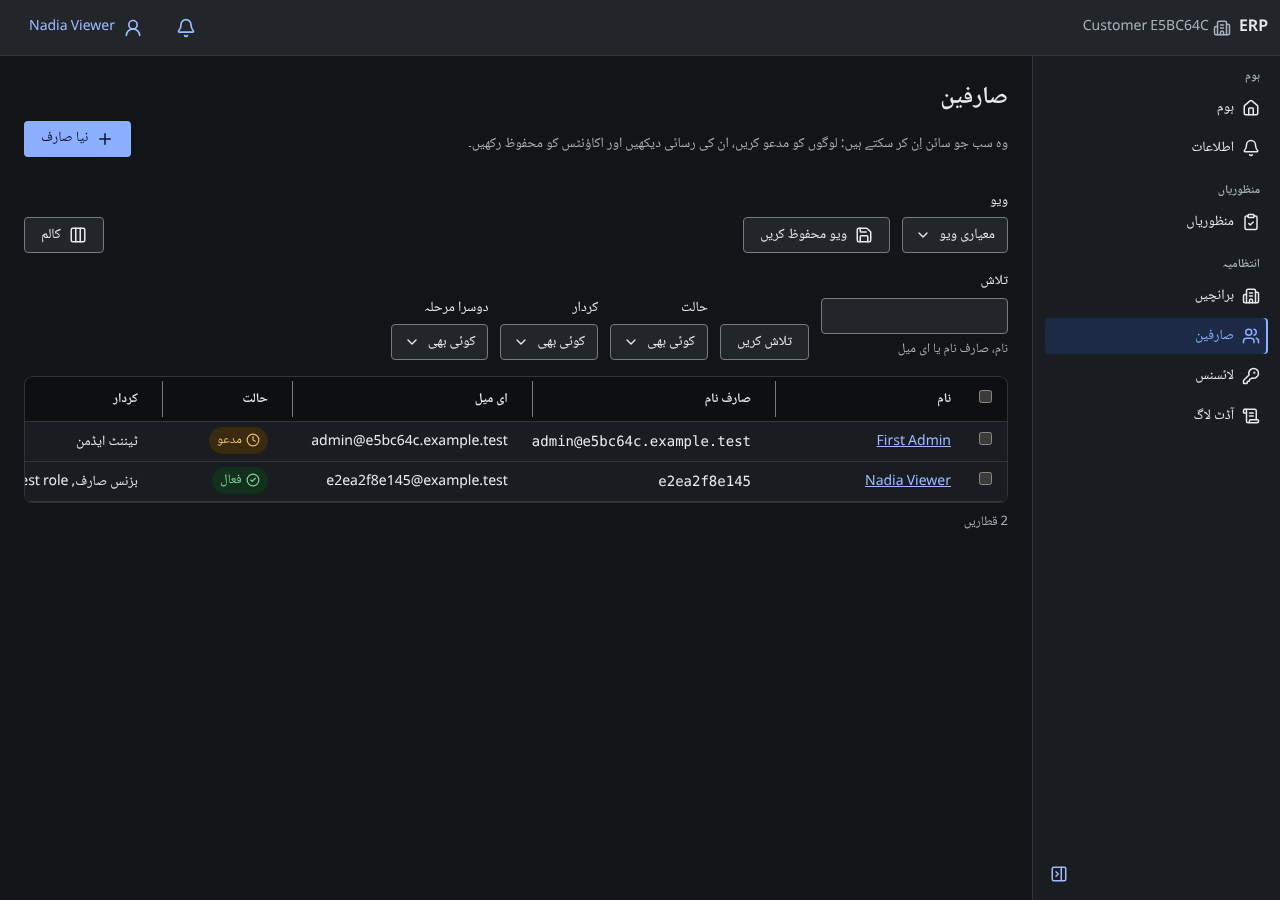 ERP Customer E5BC64C
Nadia Viewer
ہوم
ہوم
اطلاعات
منظوریاں
منظوریاں
انتظامیہ
برانچیں
صارفین
لائسنس
آڈٹ لاگ
صارفین
وہ سب جو سائن اِن کر سکتے ہیں: لوگوں کو مدعو کریں، ان کی رسائی دیکھیں اور اکاؤنٹس کو محفوظ رکھیں۔
نیا صارف
ویو
معیاری ویو ویو محفوظ کریں کالم
تلاش
حالت کردار دوسرا مرحلہ
تلاش کریں کوئی بھی کوئی بھی کوئی بھی
نام، صارف نام یا ای میل
نام صارف نام ای میل حالت کردار
First Admin admin@e5bc64c.example.test admin@e5bc64c.example.test مدعو ٹیننٹ ایڈمن
Nadia Viewer e2ea2f8e145 e2ea2f8e145@example.test فعال بزنس صارف, est role
2 قطاریں